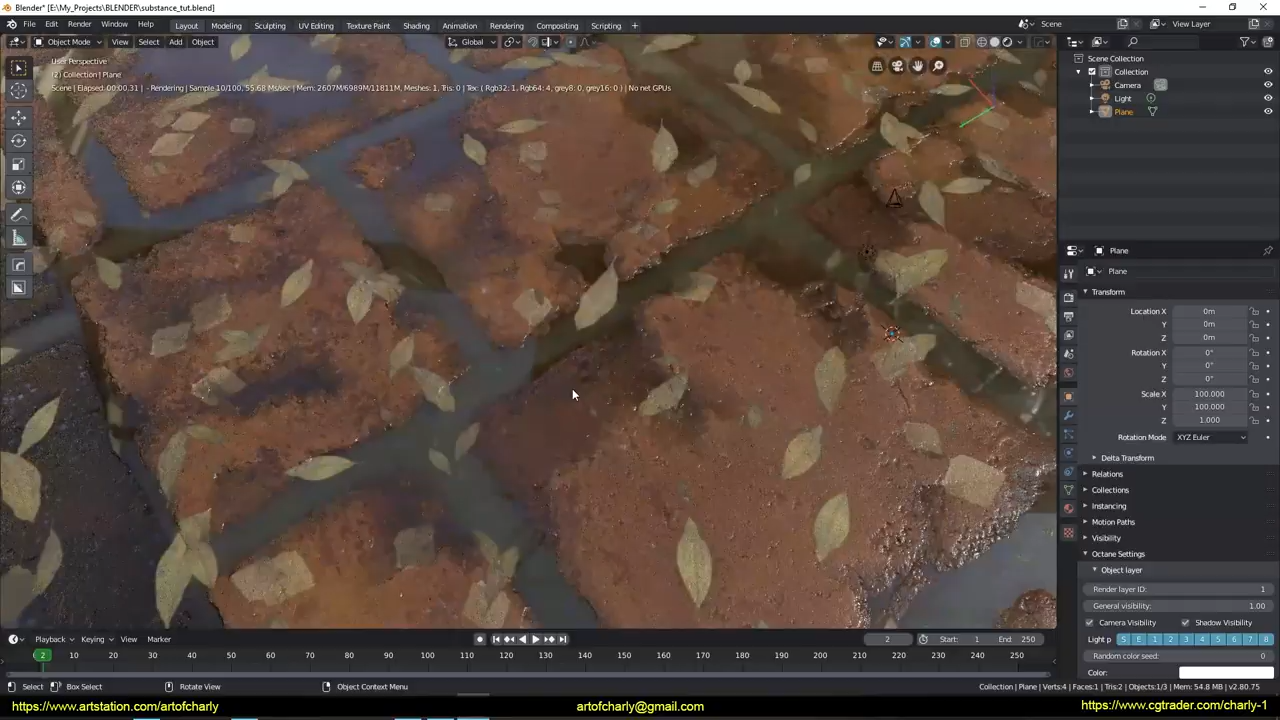 Blender* [E:\My_Projects\BLENDER\substance_tut.blend]
File Edit Render Window Help Layout Modeling Sculpting UV Editing Texture Paint Shading Animation Rendering Compositing Scripting + Scene View Layer
Object Mode View Select Add Object Global
User Perspective
(2) Collection | Plane
Scene | Elapsed: 00:00.31 | - Rendering | Sample 10/100, 55.68 Ms/sec | Mem: 2607M/6989M/11811M, Meshes: 1, Tris: 0 | Tex: ( Rgb32: 1, Rgb64: 4, grey8: 0, grey16: 0 ) | No net GPUs
Scene Collection
Collection
Camera
Light
Plane
Plane
Plane
Transform
Location X 0m
Y 0m
Z 0m
Rotation X 0°
Y 0°
Z 0°
Scale X 100.000
Y 100.000
Z 1.000
Rotation Mode XYZ Euler
Delta Transform
Relations
Collections
Instancing
Motion Paths
Visibility
Octane Settings
Object layer
Render layer ID: 1
General visibility: 1.00
Camera Visibility Shadow Visibility
Light p S E 1 2 3 4 5 6 7 8
Random color seed: 0
Color:
Playback Keying View Marker 2 Start: 1 End: 250
2 10 20 30 40 50 60 70 80 90 100 110 120 130 140 150 160 170 180 190 200 210 220 230 240 250
Select Box Select Rotate View Object Context Menu Collection | Plane | Verts:4 | Faces:1 | Tris:2 | Objects:1/3 | Mem: 54.8 MB | v2.80.75
https://www.artstation.com/artofcharly artofcharly@gmail.com https://www.cgtrader.com/charly-1